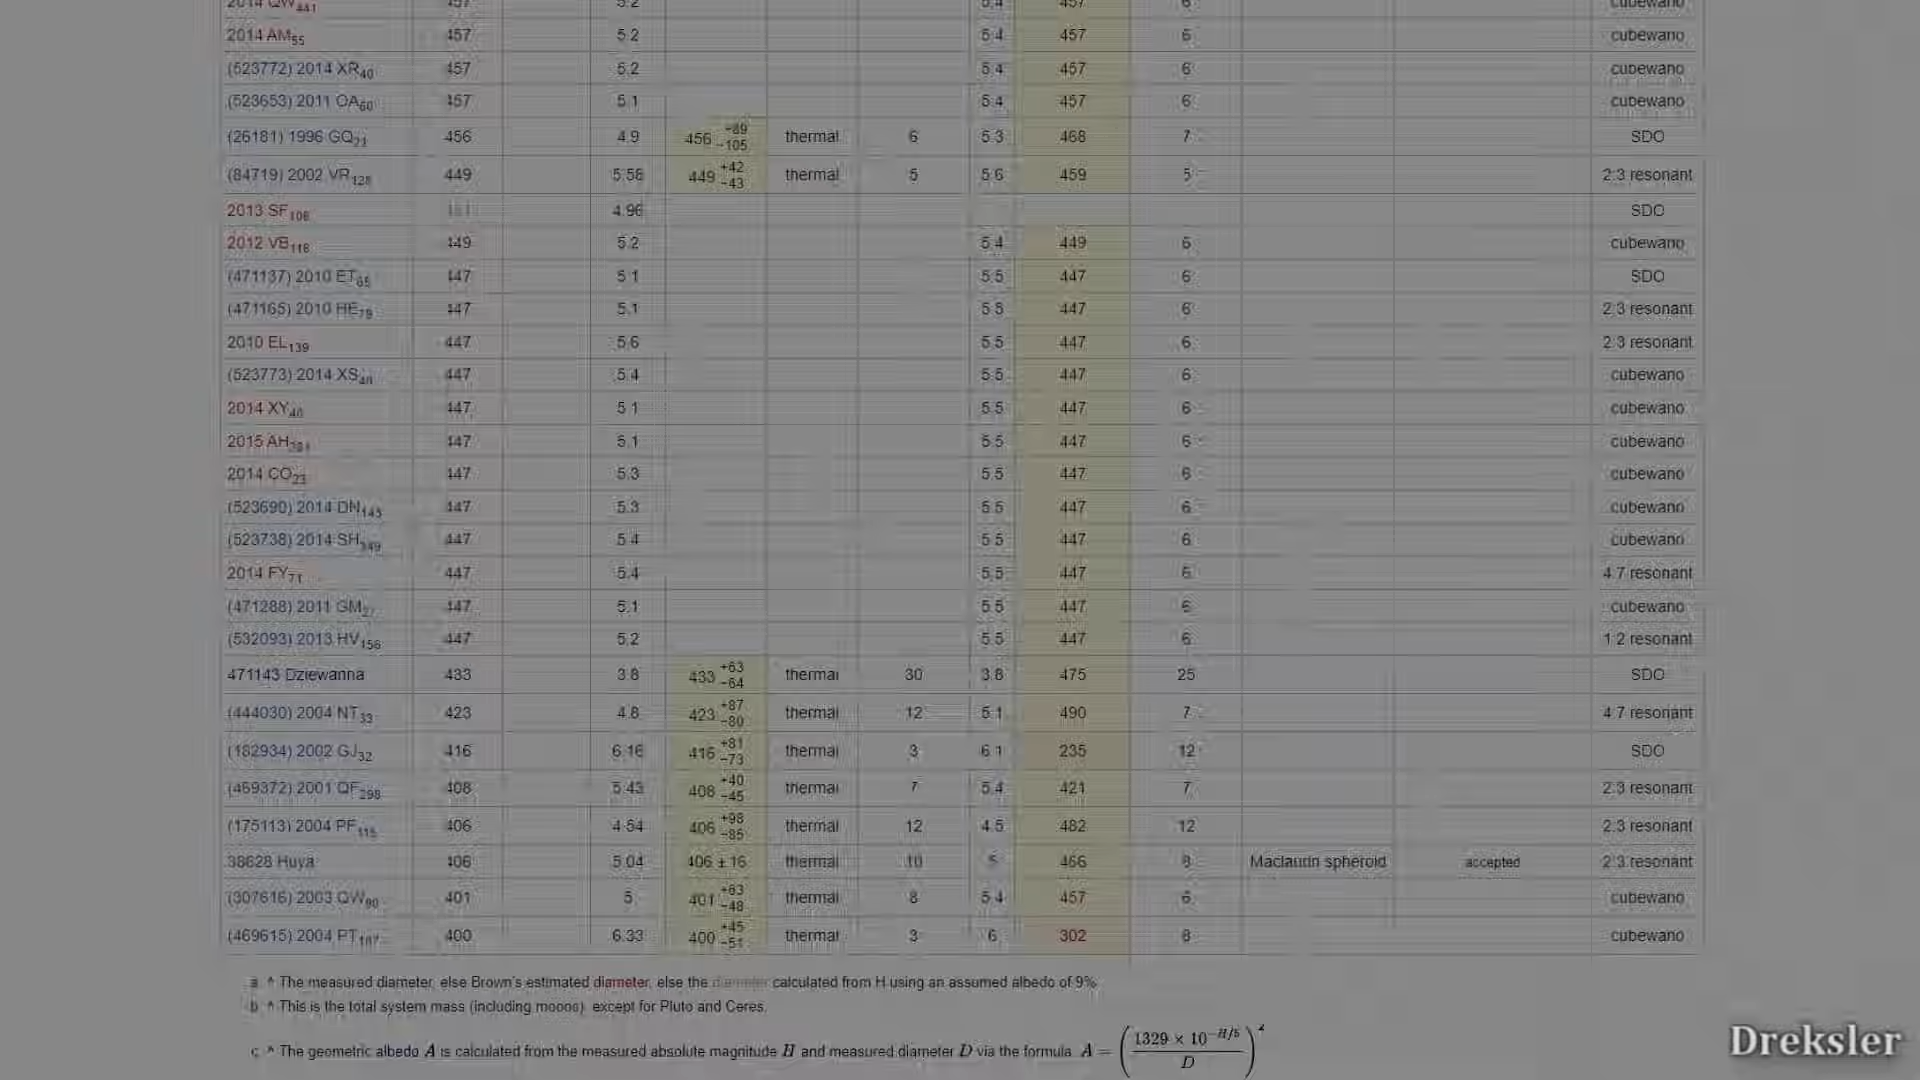 2014 AM55 457 5.2 5.4 457 6 cubewano
(523772) 2014 XR40 457 5.2 5.4 457 6 cubewano
(523653) 2011 OA60 457 5.1 5.4 457 6 cubewano
(26181) 1996 GQ21 456 4.9 456 +89 −105 thermal 6 5.3 468 7 SDO
(84719) 2002 VR128 449 5.58 449 +42 −43 thermal 5 5.6 459 5 2:3 resonant
2013 SF106 4.96 SDO
2012 VB116 449 5.2 5.4 449 6 cubewano
(471137) 2010 ET65 447 5.1 5.5 447 6 SDO
(471165) 2010 HE79 447 5.1 5.5 447 6 2:3 resonant
2010 EL139 447 5.6 5.5 447 6 2:3 resonant
(523773) 2014 XS40 447 5.4 5.5 447 6 cubewano
2014 XY40 447 5.1 5.5 447 6 cubewano
2015 AH281 447 5.1 5.5 447 6 cubewano
2014 CO23 447 5.3 5.5 447 6 cubewano
(523690) 2014 DN143 447 5.3 5.5 447 6 cubewano
(523738) 2014 SH349 447 5.4 5.5 447 6 cubewano
2014 FY71 447 5.4 5.5 447 6 4:7 resonant
(471288) 2011 GM27 447 5.1 5.5 447 6 cubewano
(532093) 2013 HV156 447 5.2 5.5 447 6 1:2 resonant
471143 Dziewanna 433 3.8 433 +63 −64 thermal 30 3.8 475 25 SDO
(444030) 2004 NT33 423 4.8 423 +87 −80 thermal 12 5.1 490 7 4:7 resonant
(182934) 2002 GJ32 416 6.16 416 +81 −73 thermal 3 6.1 235 12 SDO
(469372) 2001 QF298 408 5.43 408 +40 −45 thermal 7 5.4 421 7 2:3 resonant
(175113) 2004 PF115 406 4.54 406 +98 −85 thermal 12 4.5 482 12 2:3 resonant
38628 Huya 406 5.04 406 ± 16 thermal 10 5 466 8 Maclaurin spheroid accepted 2:3 resonant
(307616) 2003 QW90 401 5 401 +63 −48 thermal 8 5.4 457 6 cubewano
(469615) 2004 PT107 400 6.33 400 +45 −51 thermal 3 6 302 8 cubewano
a ^ The measured diameter, else Brown's estimated diameter, else the diameter calculated from H using an assumed albedo of 9%.
b ^ This is the total system mass (including moons), except for Pluto and Ceres.
c ^ The geometric albedo A is calculated from the measured absolute magnitude H and measured diameter D via the formula: A = (1329 × 10^−H/5 / D)^2
Dreksler